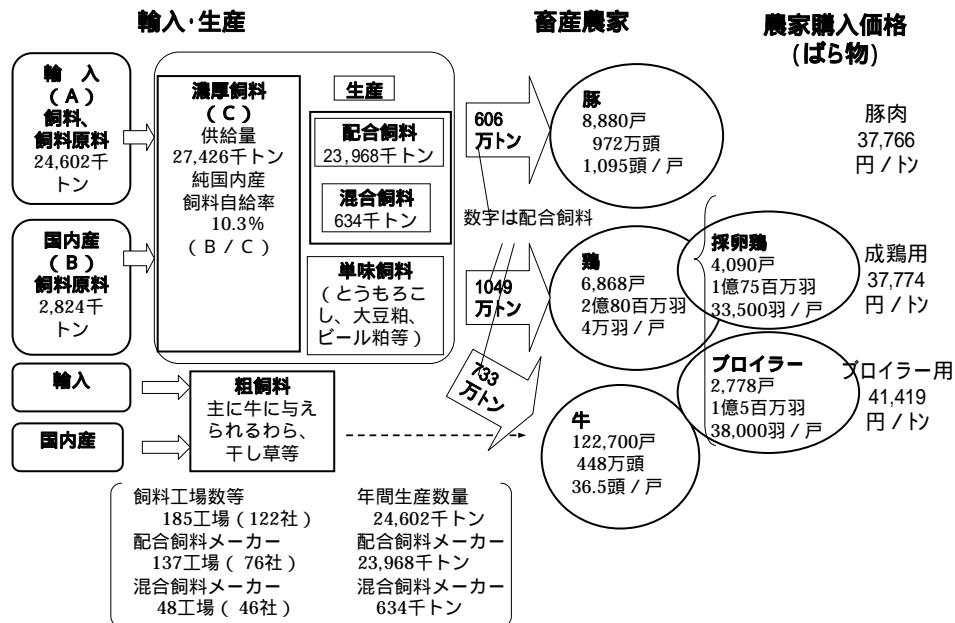 輸入・生産
畜産農家
農家購入価格
(ばら物)
輸 入
(A)
飼料、
飼料原料
24,602千
トン
国内産
(B)
飼料原料
2,824千
トン
濃厚飼料
(C)
供給量
27,426千トン
純国内産
飼料自給率
10.3%
(B/C)
生産
配合飼料
23,968千トン
混合飼料
634千トン
単味飼料
(とうもろこ
し、大豆粕、
ビール粕等)
輸入
国内産
粗飼料
主に牛に与え
られるわら、
干し草等
606
万トン
数字は配合飼料
1049
万トン
733
万トン
豚
8,880戸
972万頭
1,095頭/戸
鶏
6,868戸
2億80百万羽
4万羽/戸
牛
122,700戸
448万頭
36.5頭/戸
採卵鶏
4,090戸
1億75百万羽
33,500羽/戸
ブロイラー
2,778戸
1億5百万羽
38,000羽/戸
豚肉
37,766
円/トン
成鶏用
37,774
円/トン
ブロイラー用
41,419
円/トン
飼料工場数等
185工場(122社)
配合飼料メーカー
137工場( 76社)
混合飼料メーカー
48工場( 46社)
年間生産数量
24,602千トン
配合飼料メーカー
23,968千トン
混合飼料メーカー
634千トン